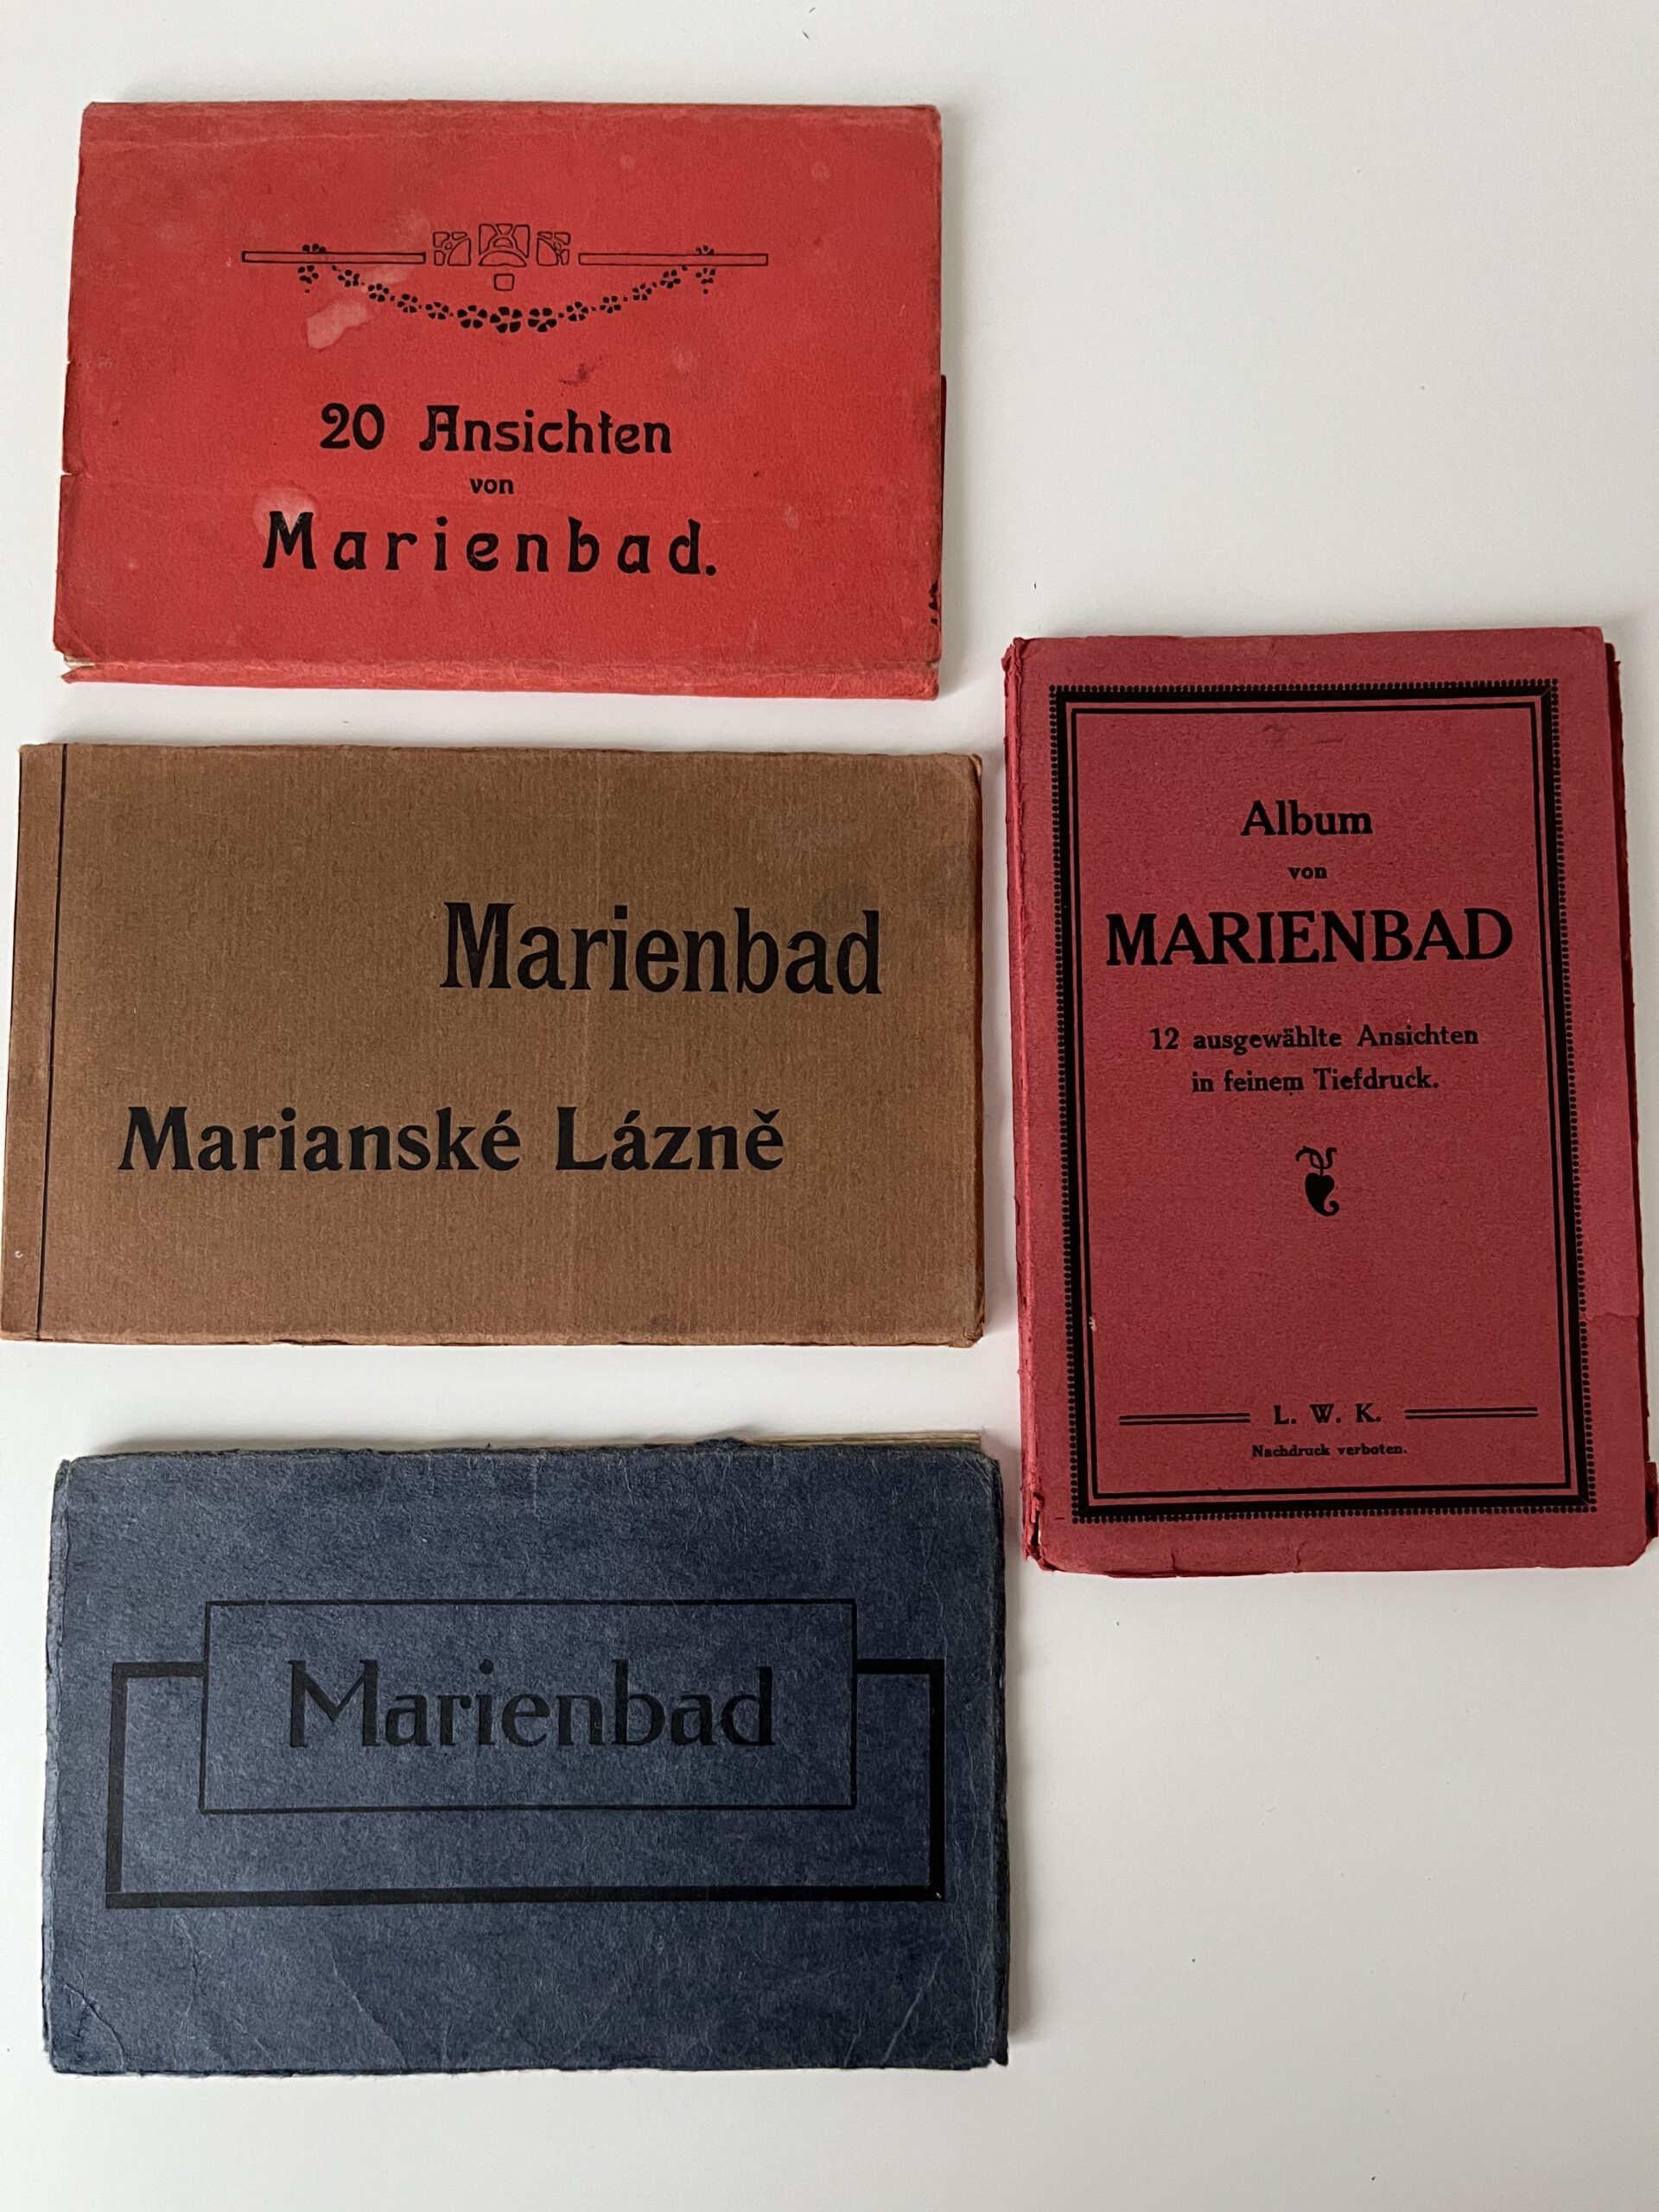 20 Ansichten
von
Marienbad.
Marienbad
Marianské Lázně
Marienbad
Album
von
MARIENBAD
12 ausgewählte Ansichten
in feinem Tiefdruck.
L. W. K.
Nachdruck verboten.